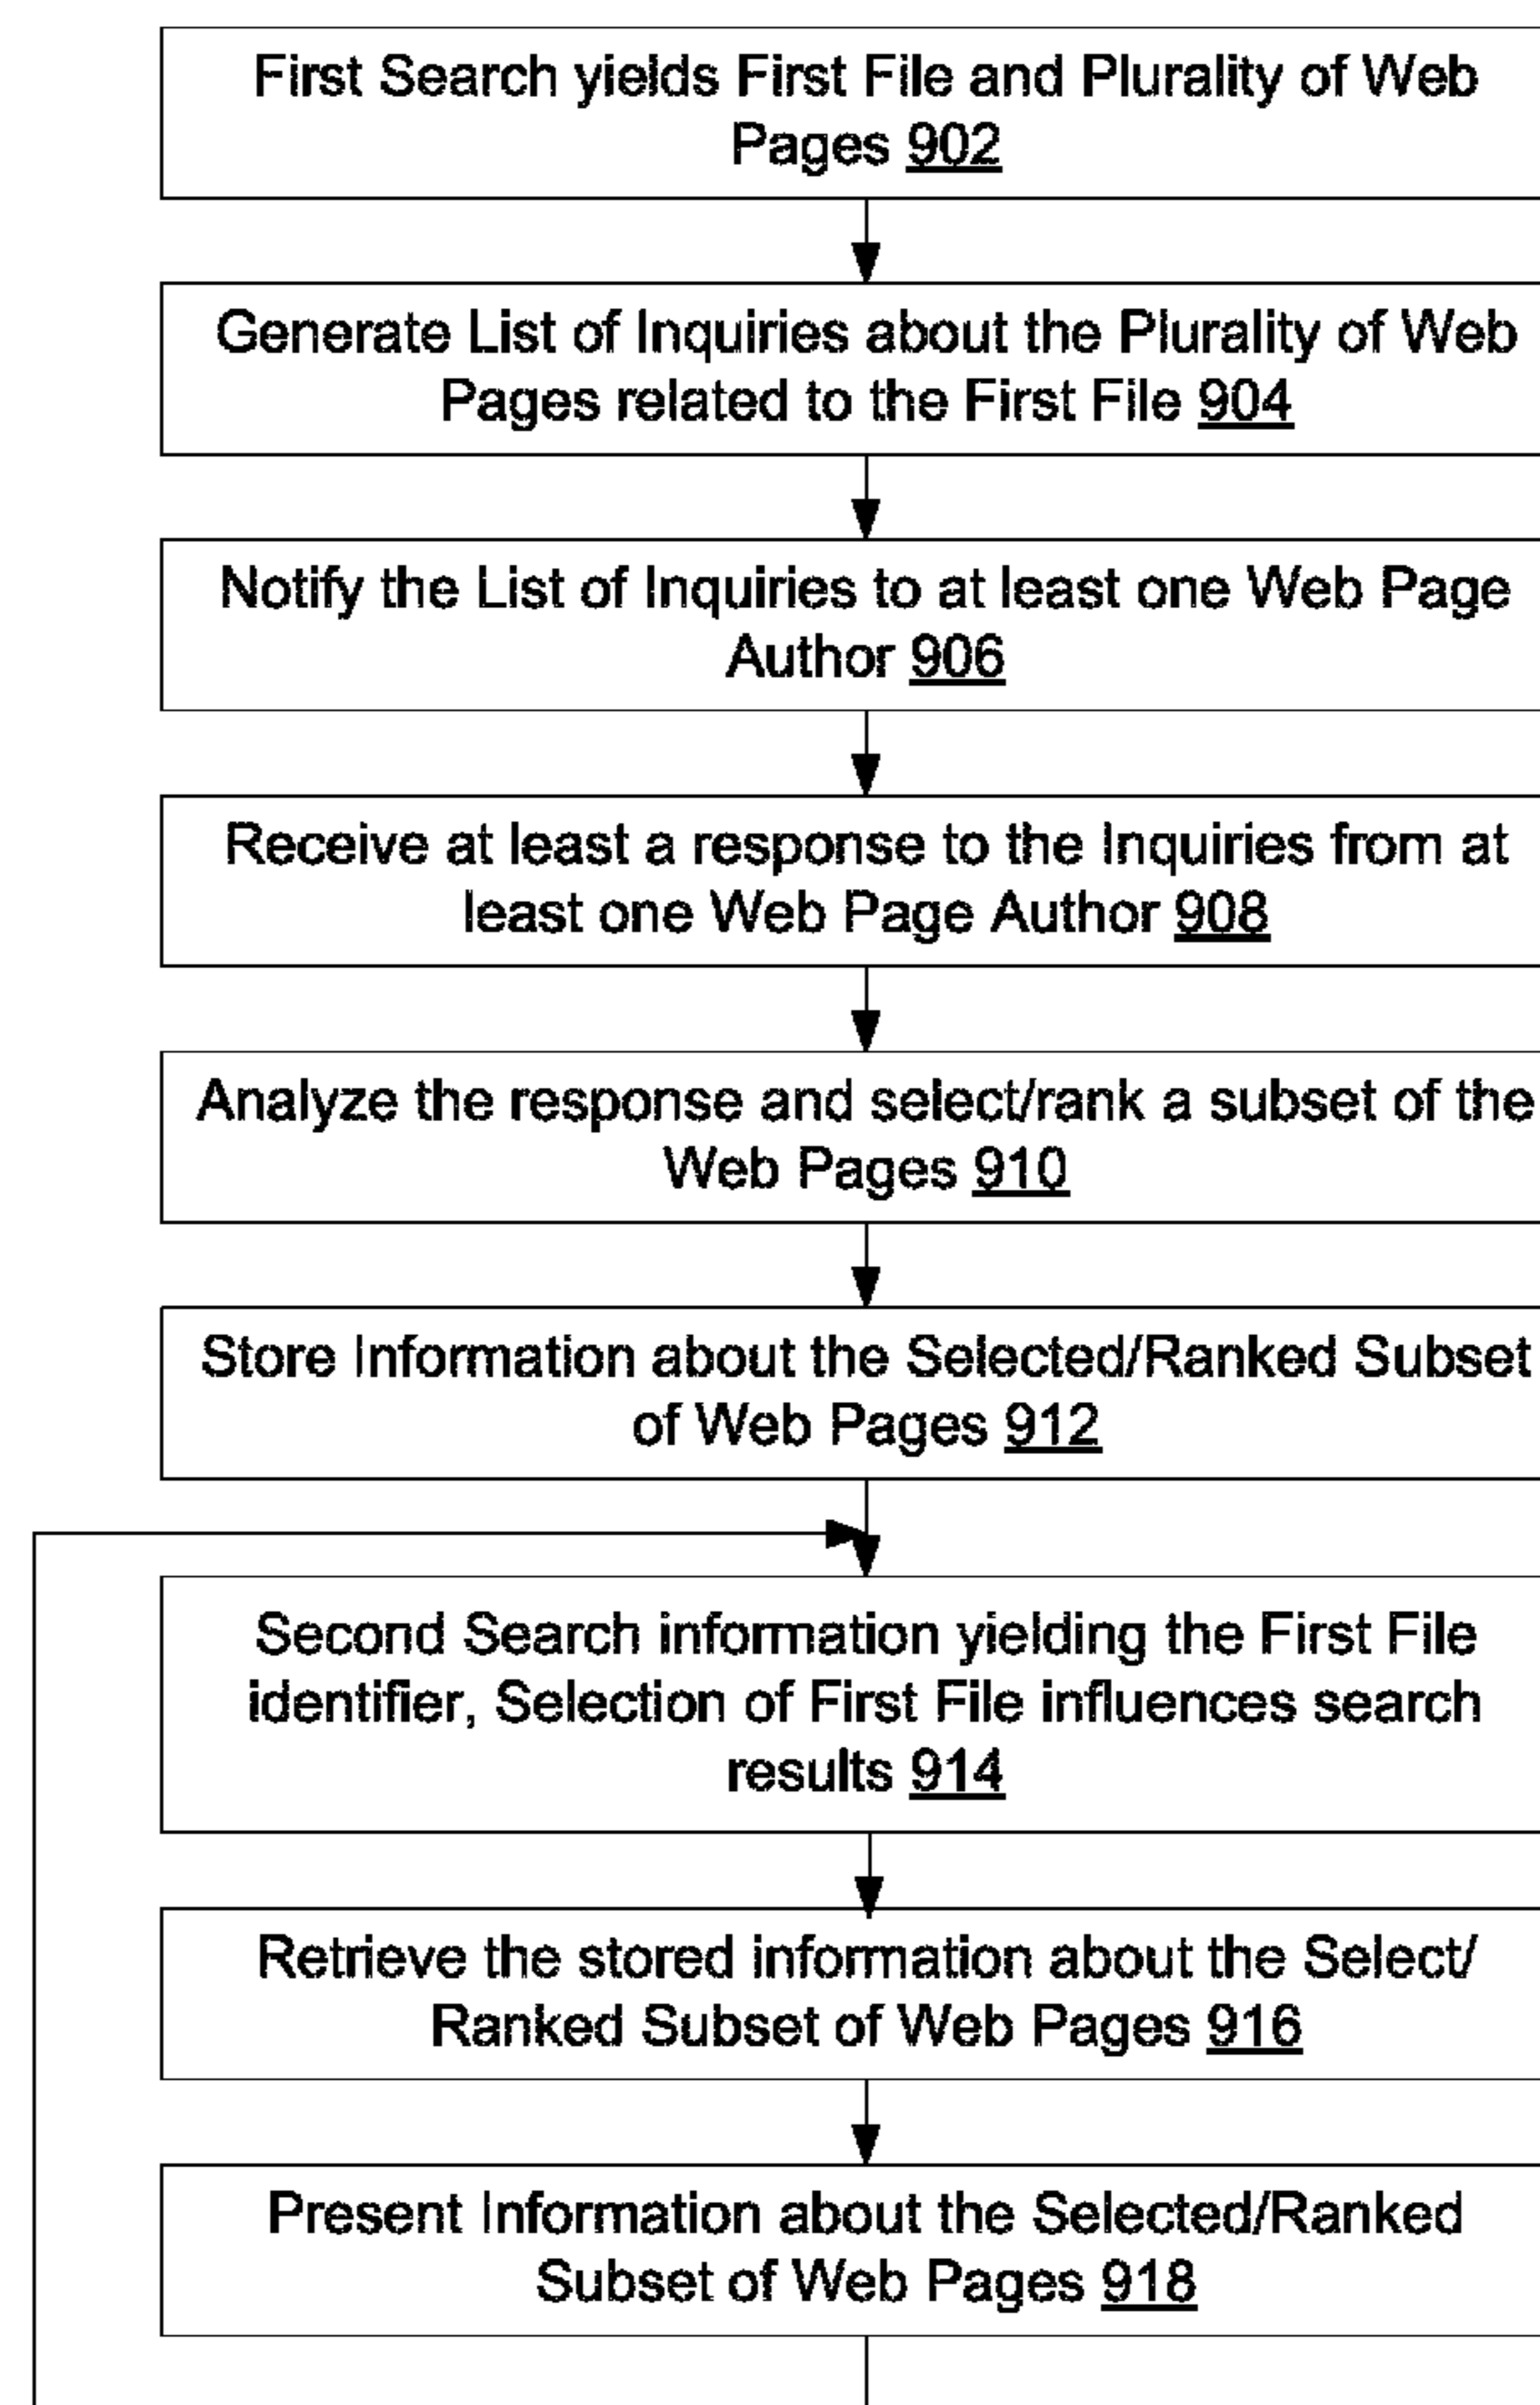 First Search yields First File and Plurality of Web
Pages 902
Generate List of Inquiries about the Plurality of Web
Pages related to the First File 904
Notify the List of Inquiries to at least one Web Page
Author 906
Receive at least a response to the Inquiries from at
least one Web Page Author 908
Analyze the response and select/rank a subset of the
Web Pages 910
Store Information about the Selected/Ranked Subset
of Web Pages 912
Second Search information yielding the First File
identifier, Selection of First File influences search
results 914
Retrieve the stored information about the Select/
Ranked Subset of Web Pages 916
Present Information about the Selected/Ranked
Subset of Web Pages 918